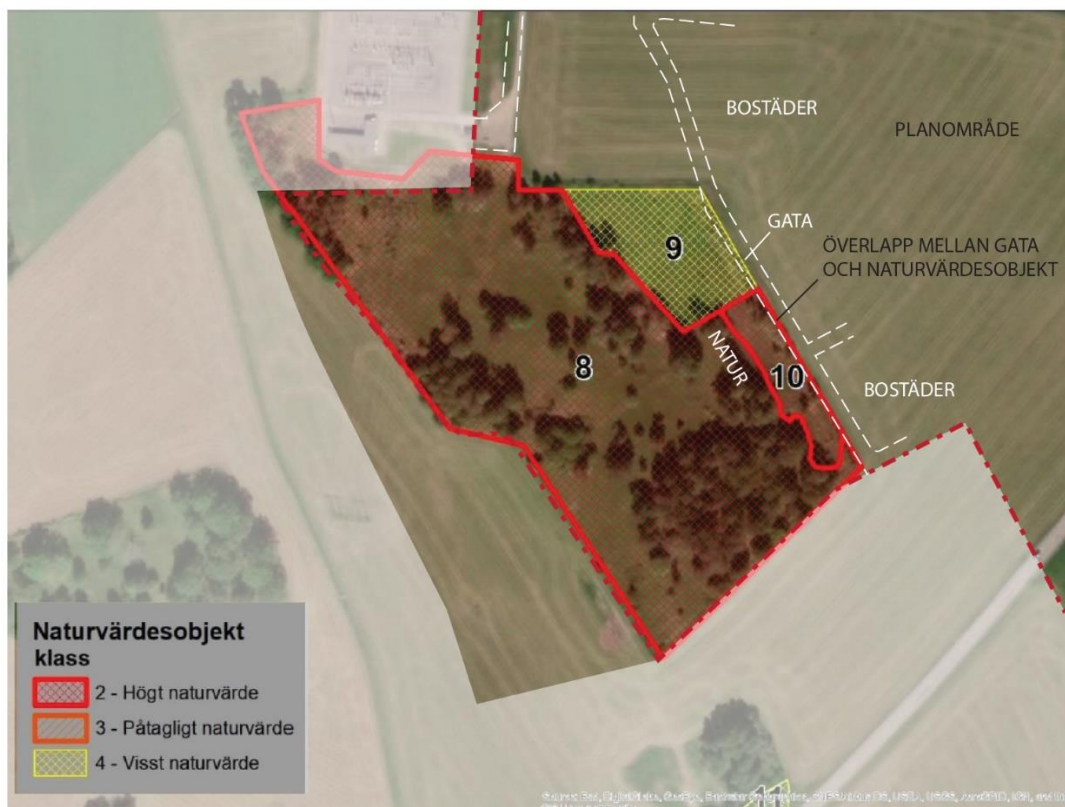 BOSTÄDER
PLANOMRÅDE
GATA
9
ÖVERLAPP MELLAN GATA
OCH NATURVÄRDESOBJEKT
8
NATUR
10
BOSTÄDER
Naturvärdesobjekt
klass
2 - Högt naturvärde
3 - Påtagligt naturvärde
4 - Visst naturvärde
11